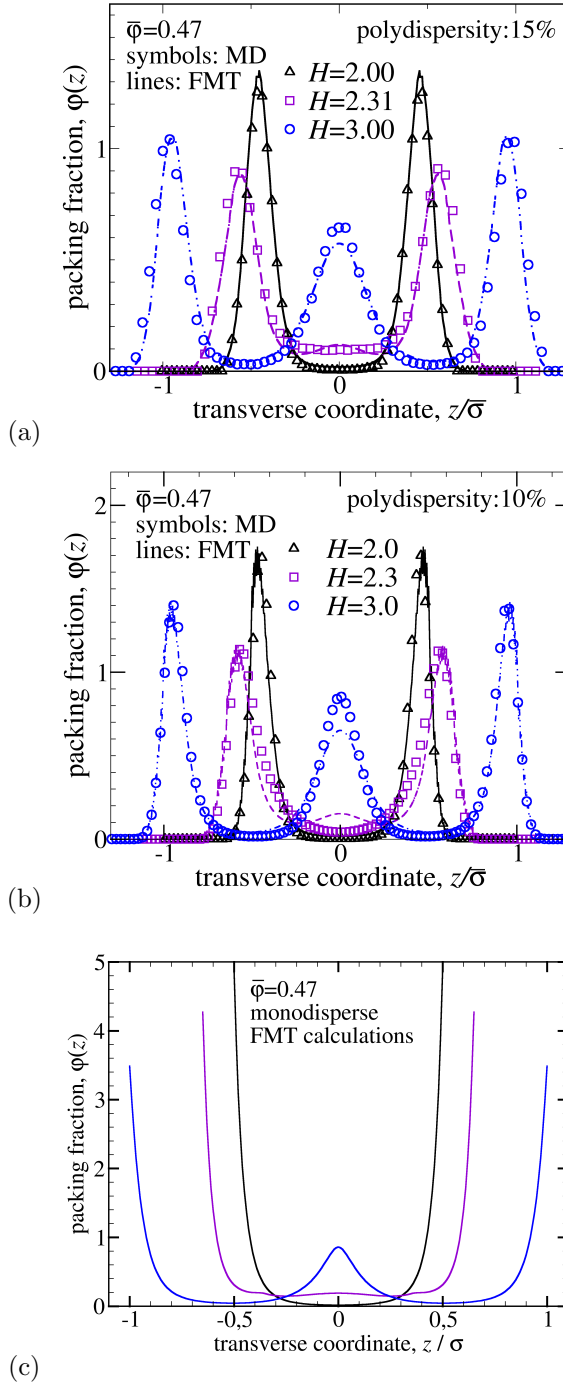 φ̄=0.47
polydispersity:15%
symbols: MD
lines: FMT
H=2.00
H=2.31
H=3.00
packing fraction, φ(z)
1
0
-1
0
1
transverse coordinate, z/σ̄
(a)
φ̄=0.47
polydispersity:10%
symbols: MD
lines: FMT
H=2.0
H=2.3
H=3.0
packing fraction, φ(z)
2
1
0
-1
0
1
transverse coordinate, z/σ̄
(b)
φ̄=0.47
monodisperse
FMT calculations
packing fraction, φ(z)
5
4
3
2
1
0
-1
-0,5
0
0,5
1
transverse coordinate, z / σ
(c)